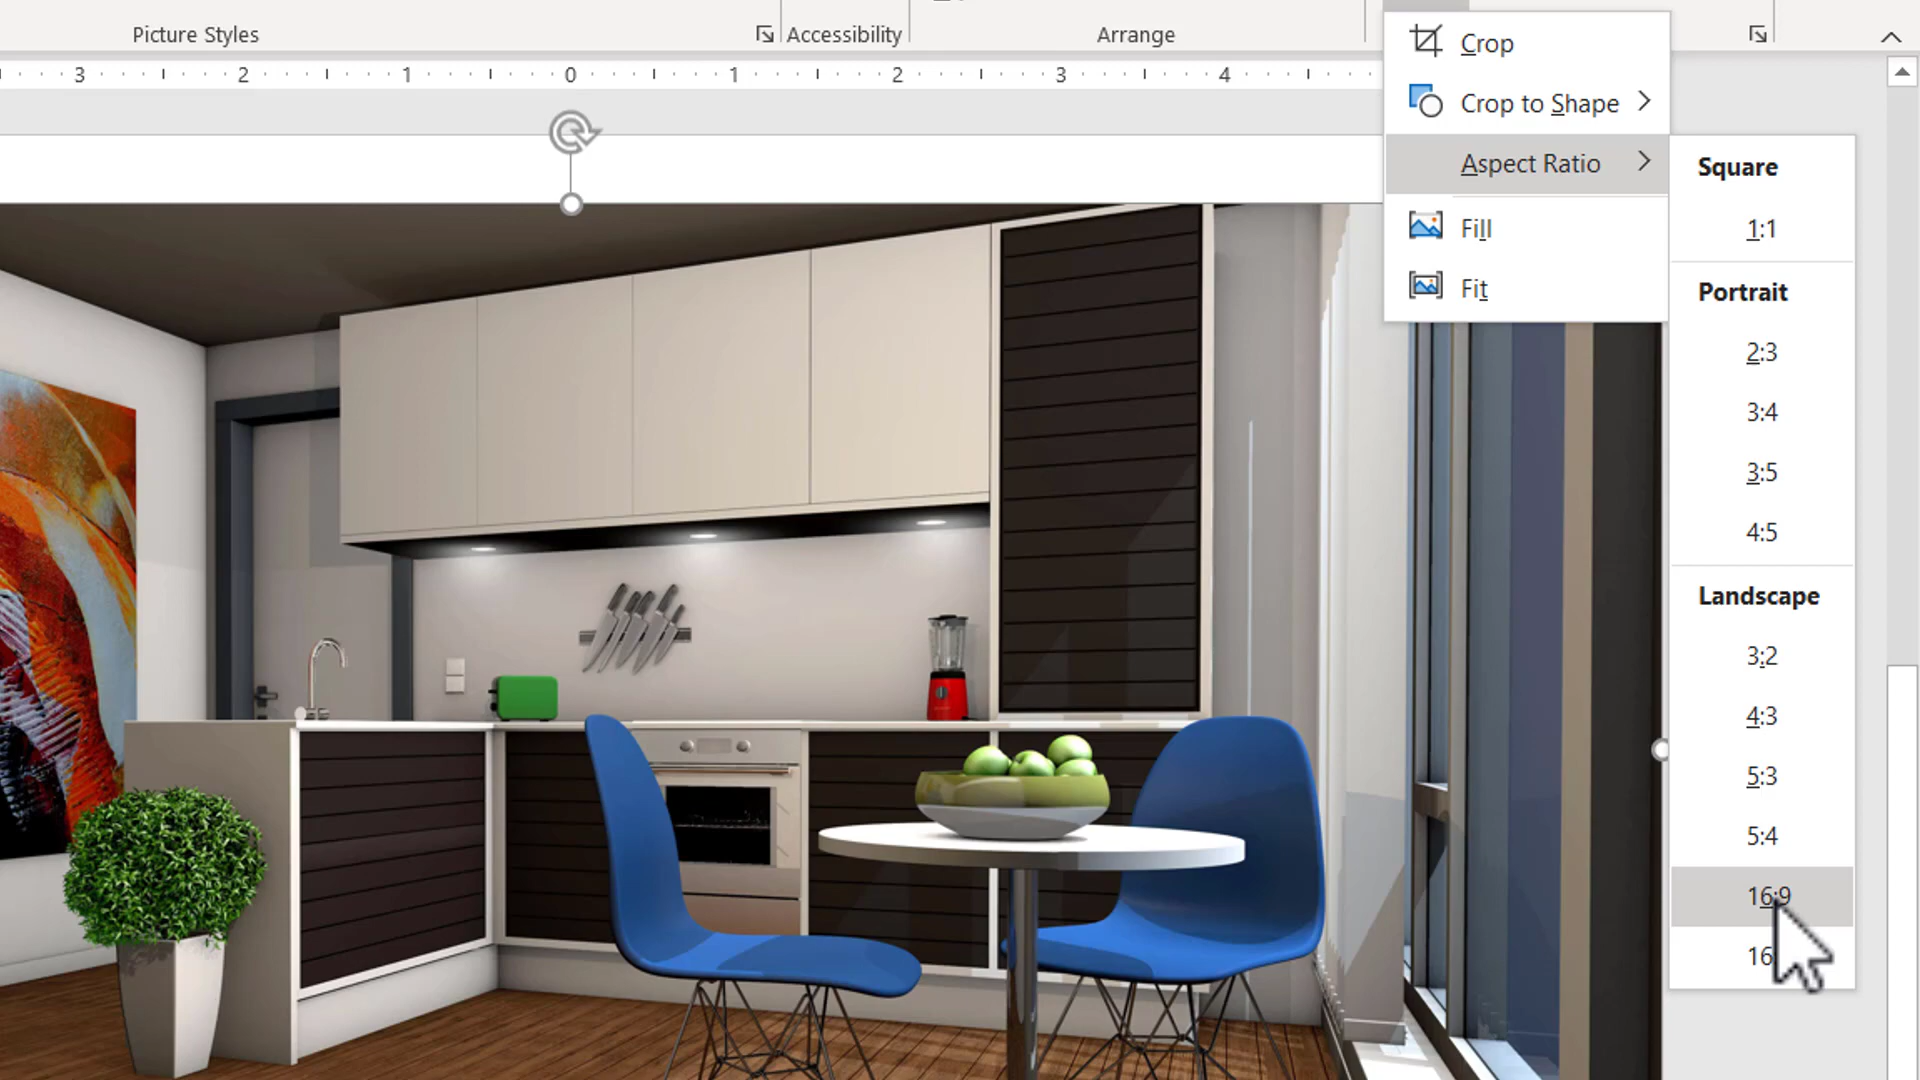 Picture Styles
Accessibility
Arrange
3 2 1 0 1 2 3 4
Crop
Crop to Shape
Aspect Ratio
Fill
Fit
Square
1:1
Portrait
2:3
3:4
3:5
4:5
Landscape
3:2
4:3
5:3
5:4
16:9
16